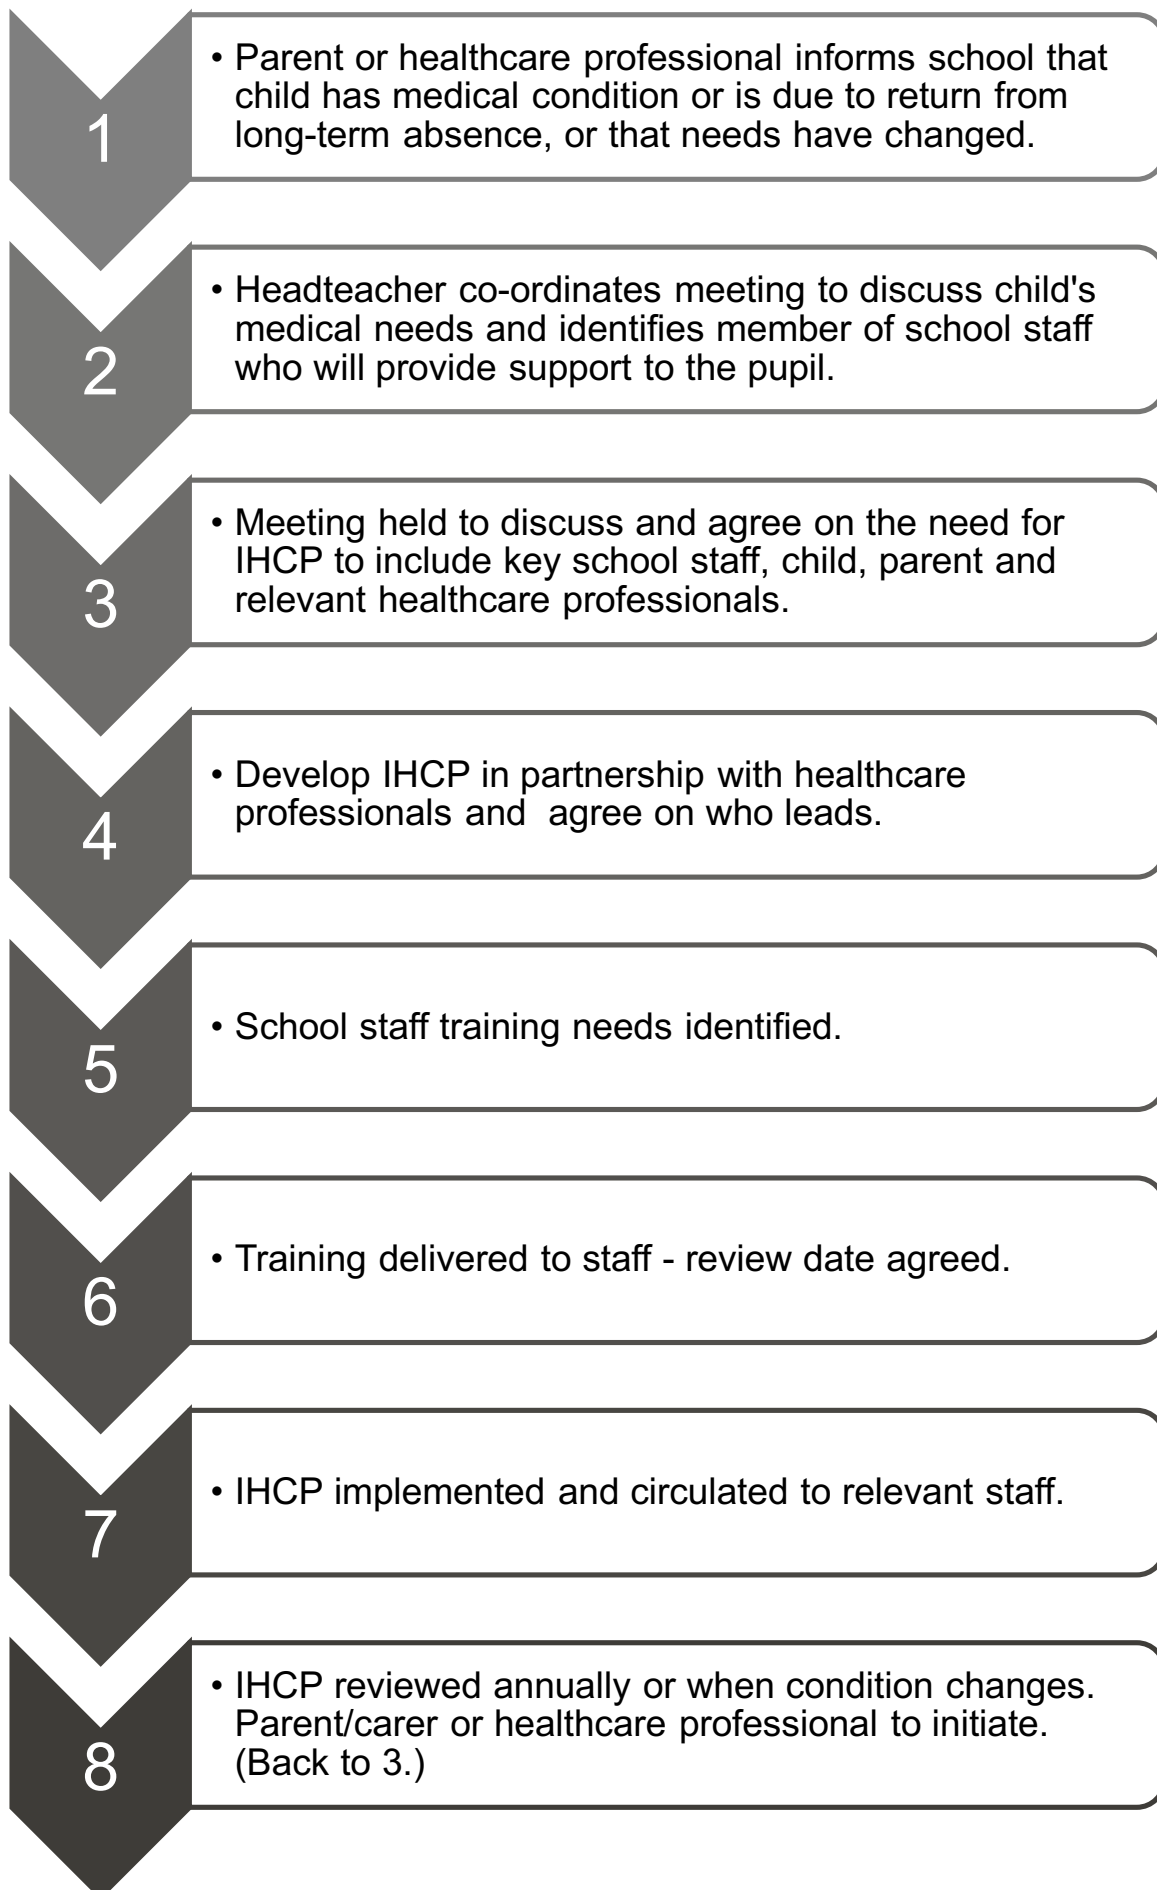 1
• Parent or healthcare professional informs school that
child has medical condition or is due to return from
long-term absence, or that needs have changed.
2
• Headteacher co-ordinates meeting to discuss child's
medical needs and identifies member of school staff
who will provide support to the pupil.
3
• Meeting held to discuss and agree on the need for
IHCP to include key school staff, child, parent and
relevant healthcare professionals.
4
• Develop IHCP in partnership with healthcare
professionals and  agree on who leads.
5
• School staff training needs identified.
6
• Training delivered to staff - review date agreed.
7
• IHCP implemented and circulated to relevant staff.
8
• IHCP reviewed annually or when condition changes.
Parent/carer or healthcare professional to initiate.
(Back to 3.)